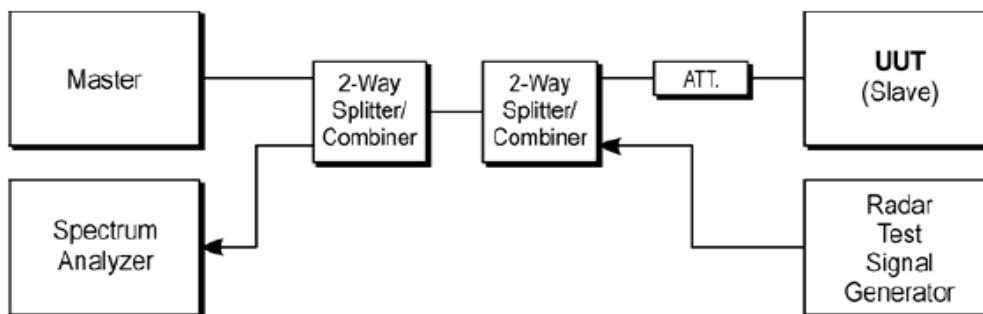 Master
2-Way
Splitter/
Combiner
2-Way
Splitter/
Combiner
ATT.
UUT
(Slave)
Spectrum
Analyzer
Radar
Test
Signal
Generator